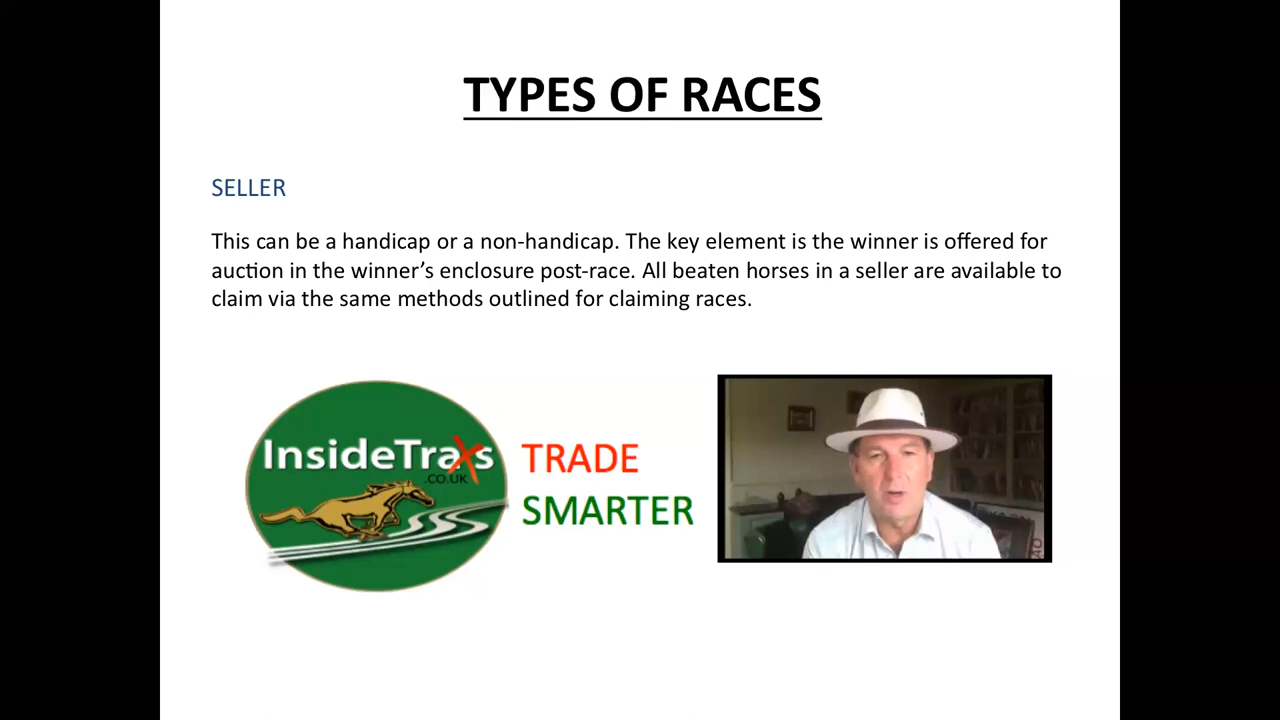 TYPES OF RACES
SELLER
This can be a handicap or a non-handicap. The key element is the winner is offered for
auction in the winner’s enclosure post-race. All beaten horses in a seller are available to
claim via the same methods outlined for claiming races.
InsideTraxs
.CO.UK
TRADE
SMARTER